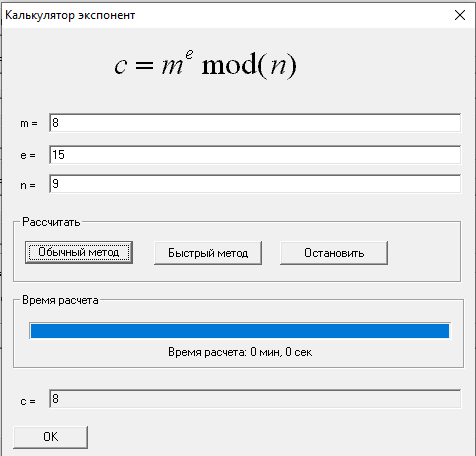 Калькулятор экспонент
c = m^e mod(n)
m = 8
e = 15
n = 9
Рассчитать
Обычный метод Быстрый метод Остановить
Время расчета
Время расчета: 0 мин, 0 сек
c = 8
OK